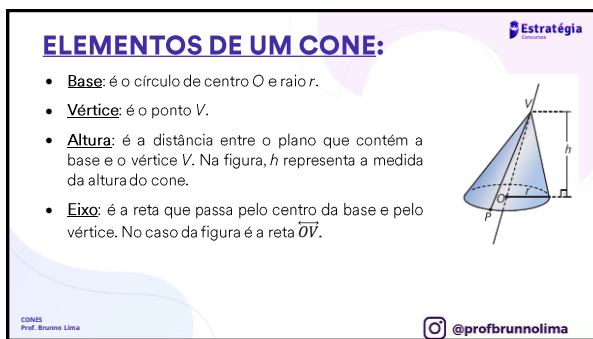 Estratégia
Concursos
ELEMENTOS DE UM CONE:
• Base: é o círculo de centro O e raio r.
• Vértice: é o ponto V.
• Altura: é a distância entre o plano que contém a
base e o vértice V. Na figura, h representa a medida
da altura do cone.
• Eixo: é a reta que passa pelo centro da base e pelo
vértice. No caso da figura é a reta OV.
V
h
O
r
P
CONES
Prof. Brunno Lima
@profbrunnolima